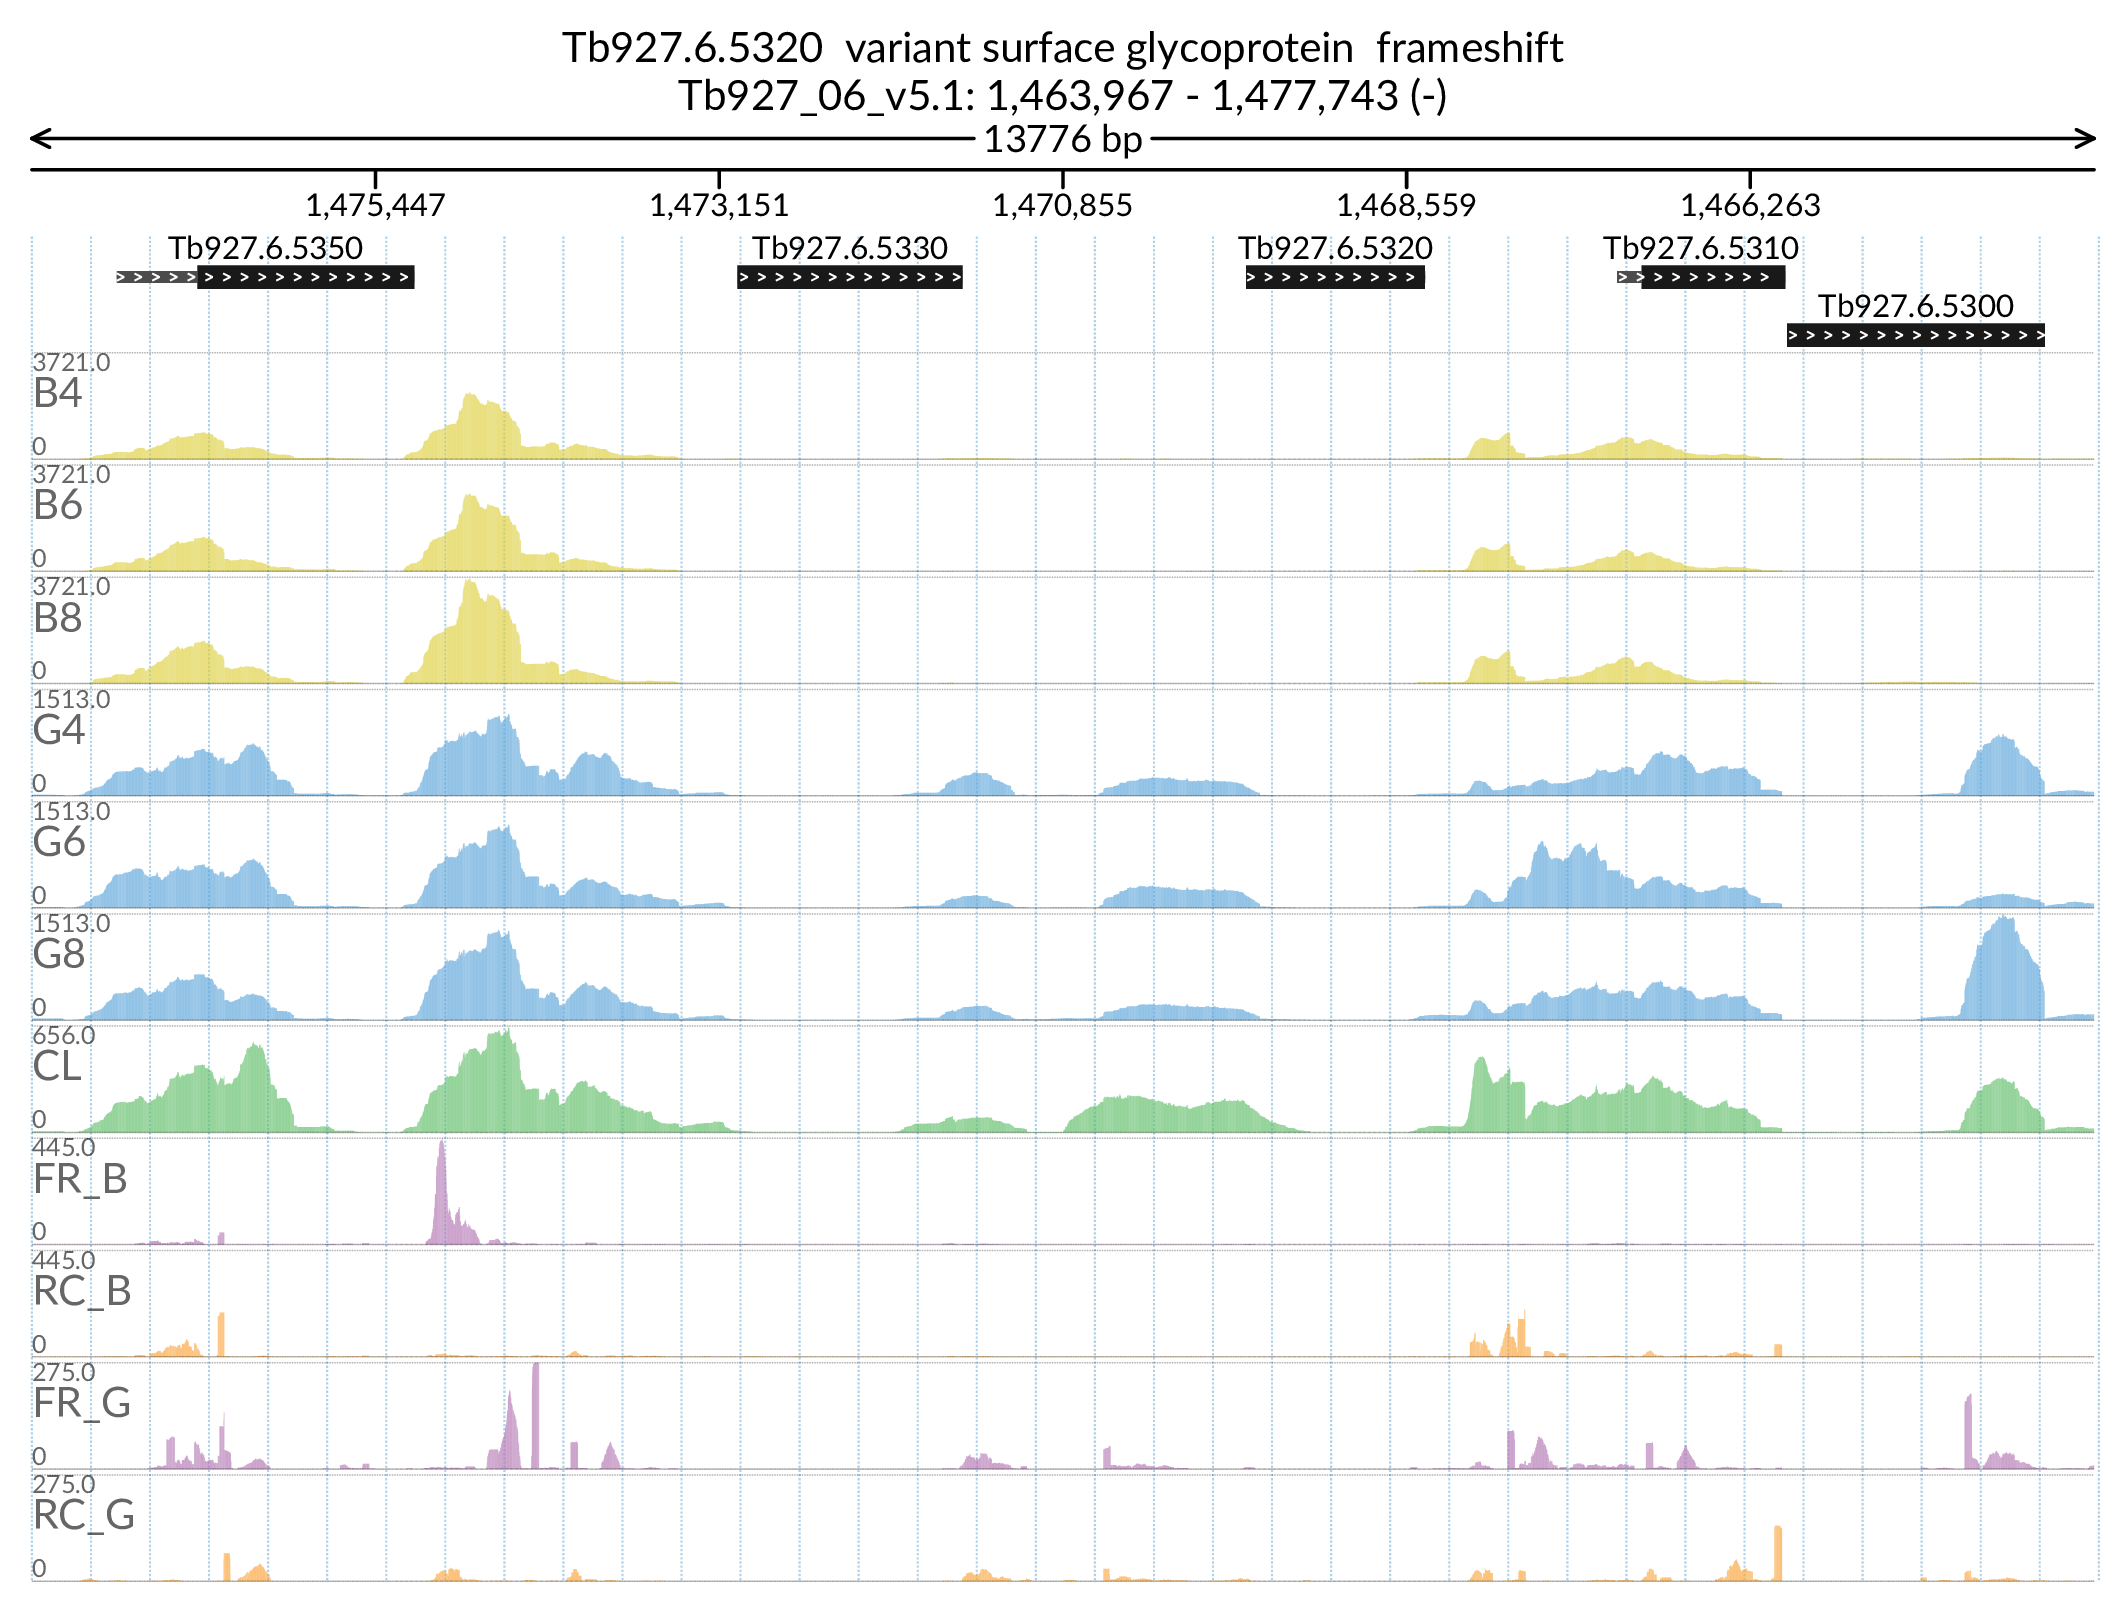 Tb927.6.5320  variant surface glycoprotein  frameshift
Tb927_06_v5.1: 1,463,967 - 1,477,743 (-)
13776 bp
1,475,447 1,473,151 1,470,855 1,468,559 1,466,263
Tb927.6.5350 Tb927.6.5330 Tb927.6.5320 Tb927.6.5310
Tb927.6.5300
3721.0
B4
0
3721.0
B6
0
3721.0
B8
0
1513.0
G4
0
1513.0
G6
0
1513.0
G8
0
656.0
CL
0
445.0
FR_B
0
445.0
RC_B
0
275.0
FR_G
0
275.0
RC_G
0